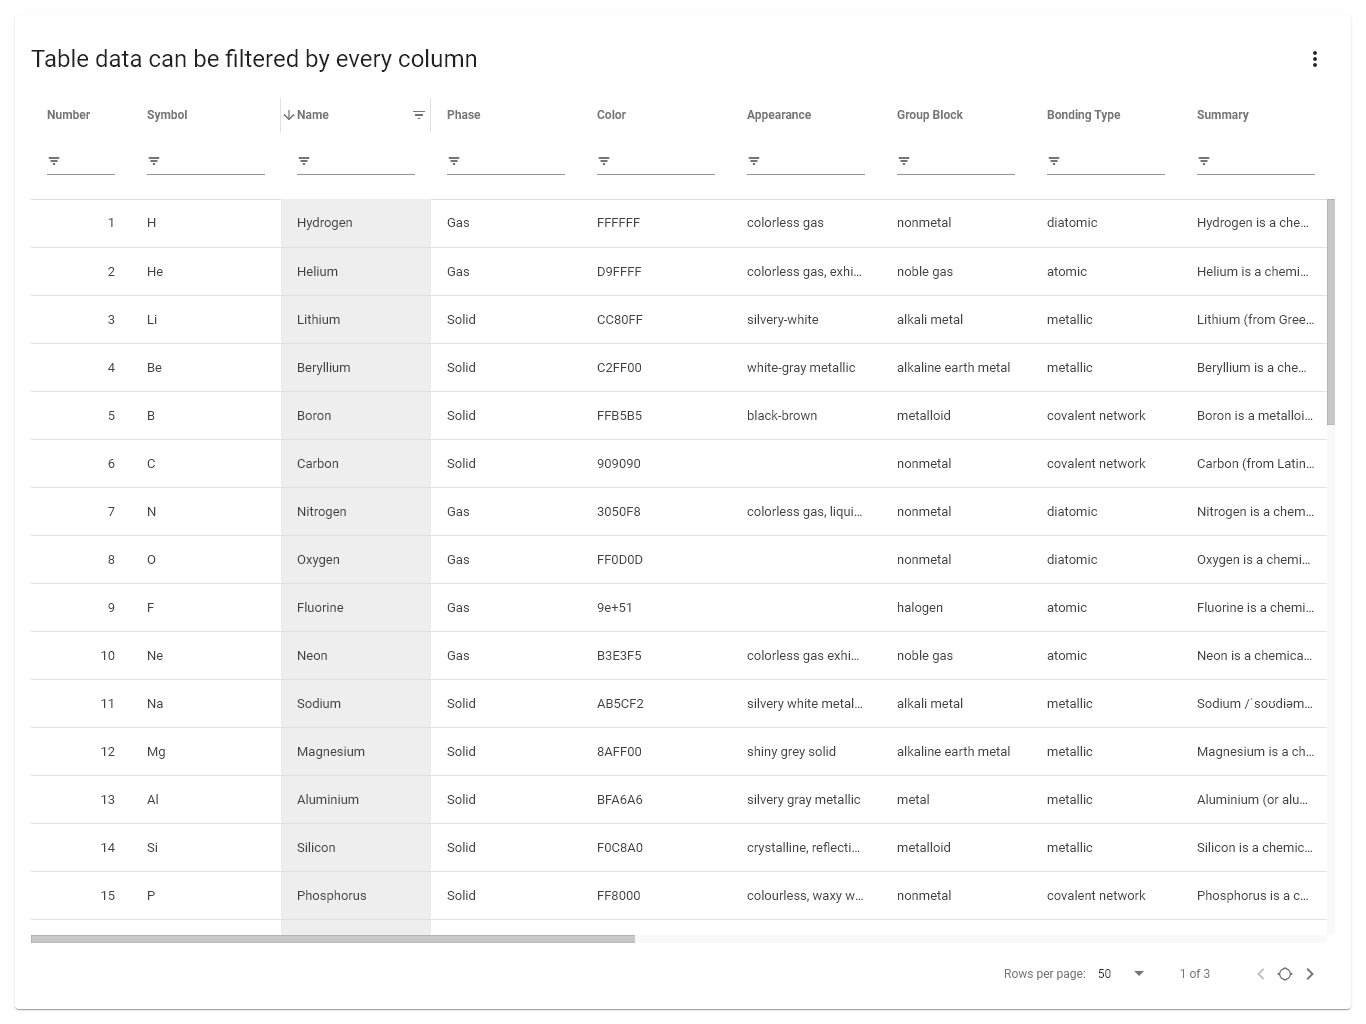 Table data can be filtered by every column
Number Symbol Name Phase Color Appearance Group Block Bonding Type Summary
1 H Hydrogen Gas FFFFFF colorless gas nonmetal diatomic Hydrogen is a che...
2 He Helium Gas D9FFFF colorless gas, exhi... noble gas atomic Helium is a chemi...
3 Li Lithium Solid CC80FF silvery-white alkali metal metallic Lithium (from Gree...
4 Be Beryllium Solid C2FF00 white-gray metallic alkaline earth metal metallic Beryllium is a che...
5 B Boron Solid FFB5B5 black-brown metalloid covalent network Boron is a metalloi...
6 C Carbon Solid 909090 nonmetal covalent network Carbon (from Latin...
7 N Nitrogen Gas 3050F8 colorless gas, liqui... nonmetal diatomic Nitrogen is a chem...
8 O Oxygen Gas FF0D0D nonmetal diatomic Oxygen is a chemi...
9 F Fluorine Gas 9e+51 halogen atomic Fluorine is a chemi...
10 Ne Neon Gas B3E3F5 colorless gas exhi... noble gas atomic Neon is a chemica...
11 Na Sodium Solid AB5CF2 silvery white metal... alkali metal metallic Sodium /ˈsoʊdiəm...
12 Mg Magnesium Solid 8AFF00 shiny grey solid alkaline earth metal metallic Magnesium is a ch...
13 Al Aluminium Solid BFA6A6 silvery gray metallic metal metallic Aluminium (or alu...
14 Si Silicon Solid F0C8A0 crystalline, reflecti... metalloid metallic Silicon is a chemic...
15 P Phosphorus Solid FF8000 colourless, waxy w... nonmetal covalent network Phosphorus is a c...
Rows per page: 50 1 of 3